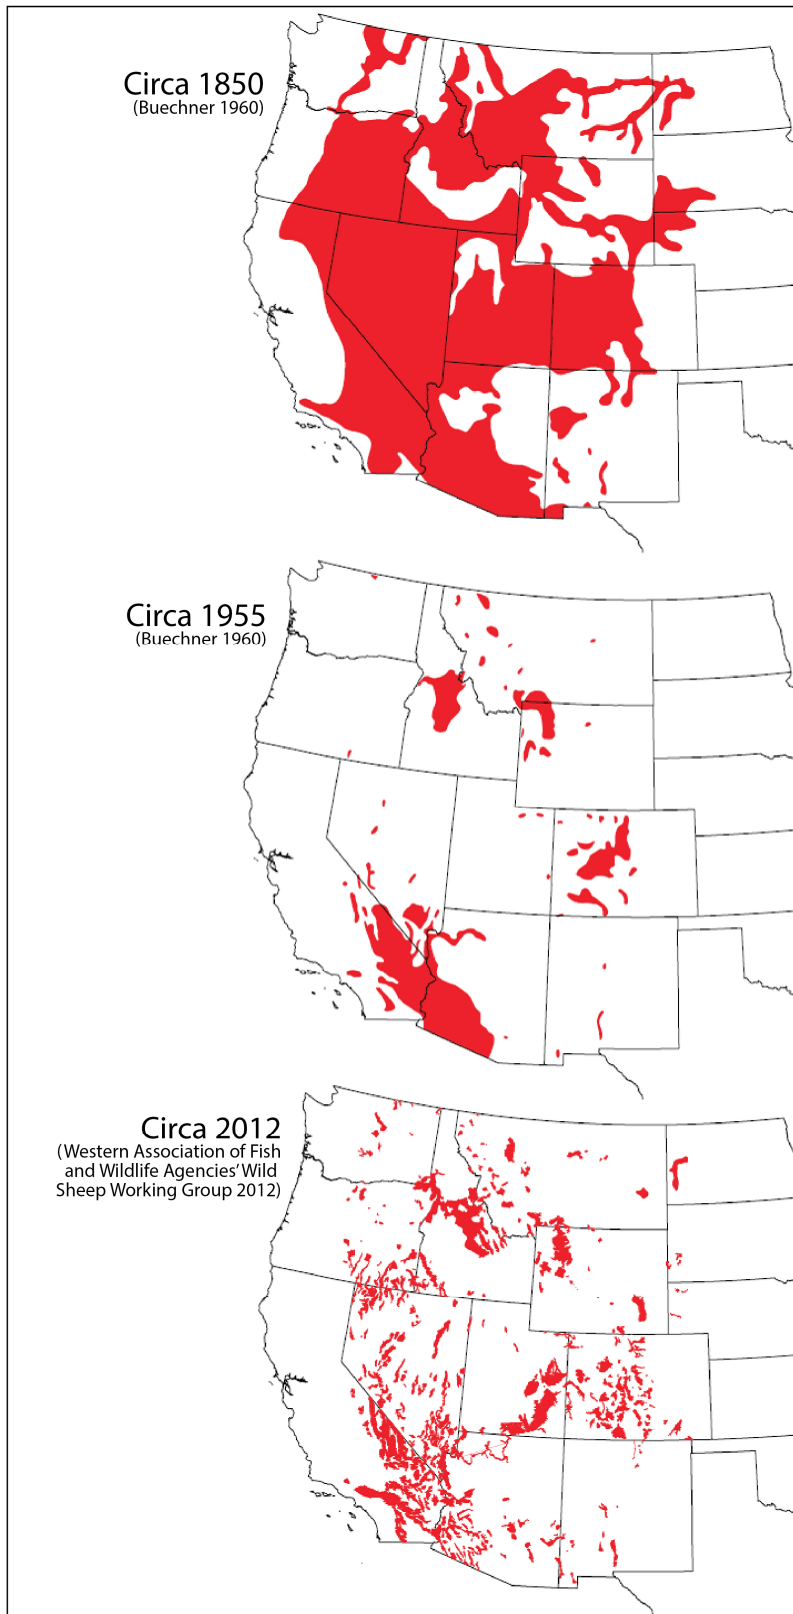 Circa 1850
(Buechner 1960)
Circa 1955
(Buechner 1960)
Circa 2012
(Western Association of Fish
and Wildlife Agencies' Wild
Sheep Working Group 2012)